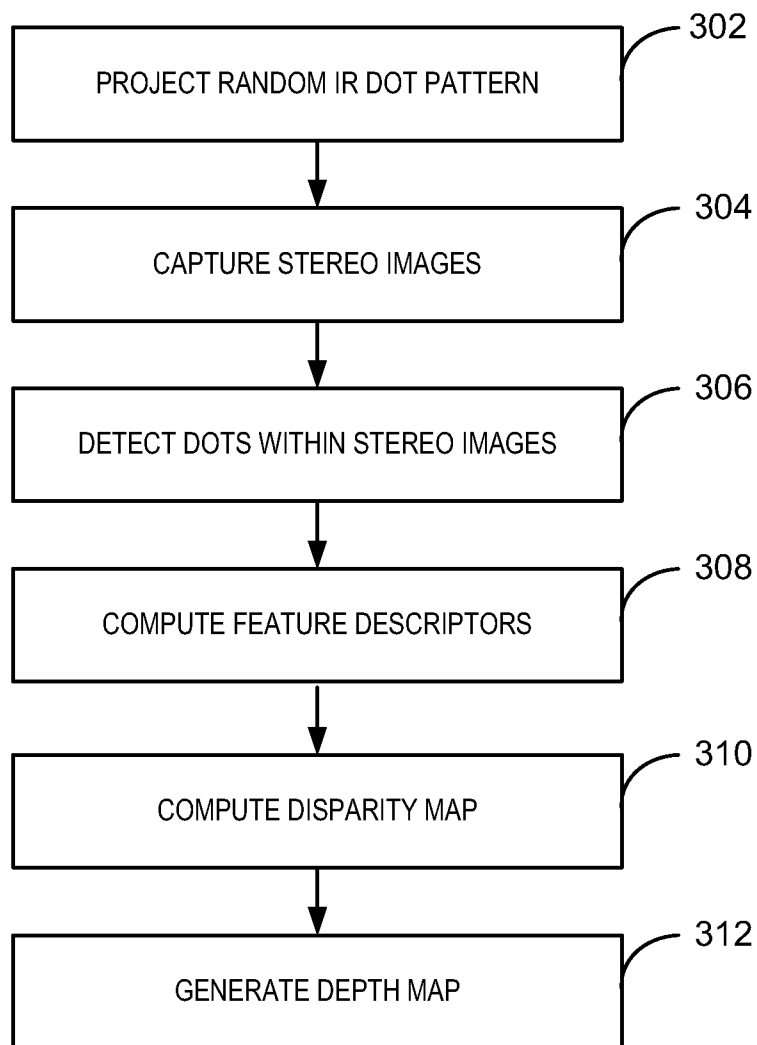 302
PROJECT RANDOM IR DOT PATTERN
304
CAPTURE STEREO IMAGES
306
DETECT DOTS WITHIN STEREO IMAGES
308
COMPUTE FEATURE DESCRIPTORS
310
COMPUTE DISPARITY MAP
312
GENERATE DEPTH MAP